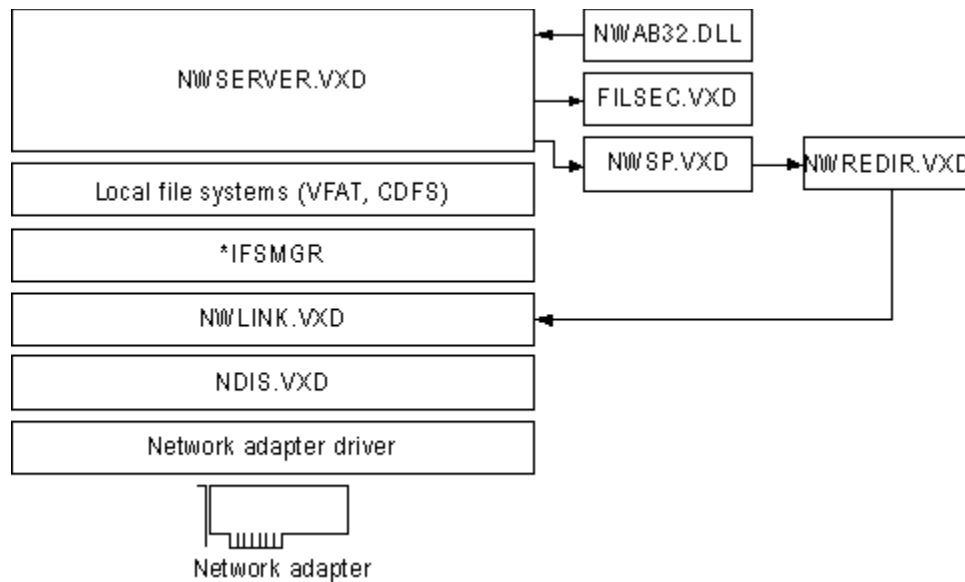 NWSERVER.VXD
NWAB32.DLL
FILSEC.VXD
NWSP.VXD
NWREDIR.VXD
Local file systems (VFAT, CDFS)
*IFSMGR
NWLINK.VXD
NDIS.VXD
Network adapter driver
Network adapter